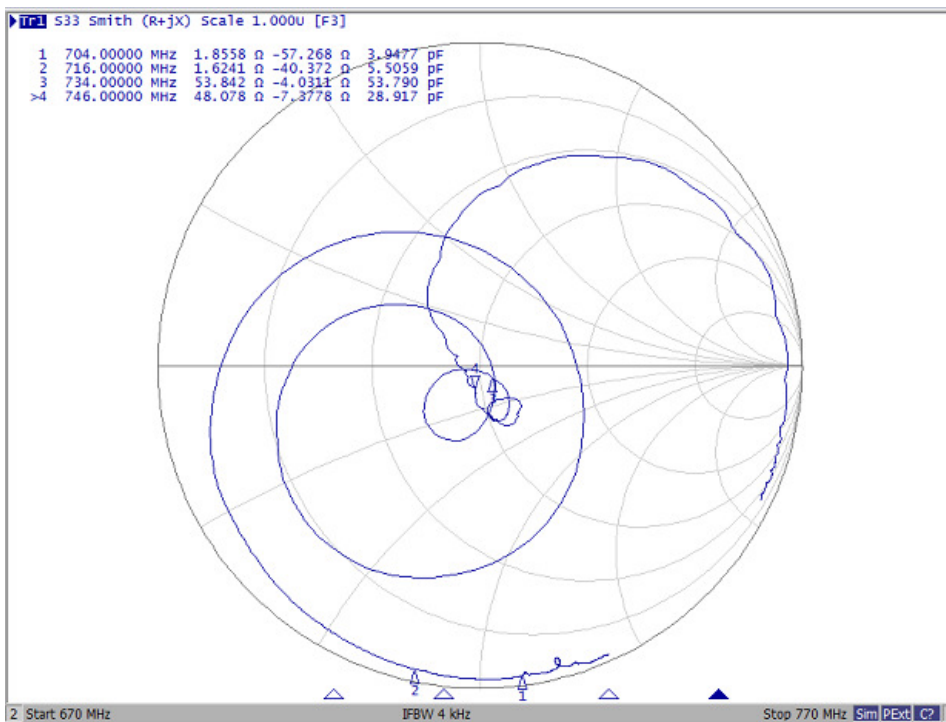 Tr1 S33 Smith (R+jX) Scale 1.000U [F3]
1 704.00000 MHz 1.8558 Ω -57.268 Ω 3.9477 pF
2 716.00000 MHz 1.6241 Ω -40.372 Ω 5.5059 pF
3 734.00000 MHz 53.842 Ω -4.0311 Ω 53.790 pF
>4 746.00000 MHz 48.078 Ω -7.3778 Ω 28.917 pF
4
3
2
1
2 Start 670 MHz IFBW 4 kHz Stop 770 MHz Sim PExt C?